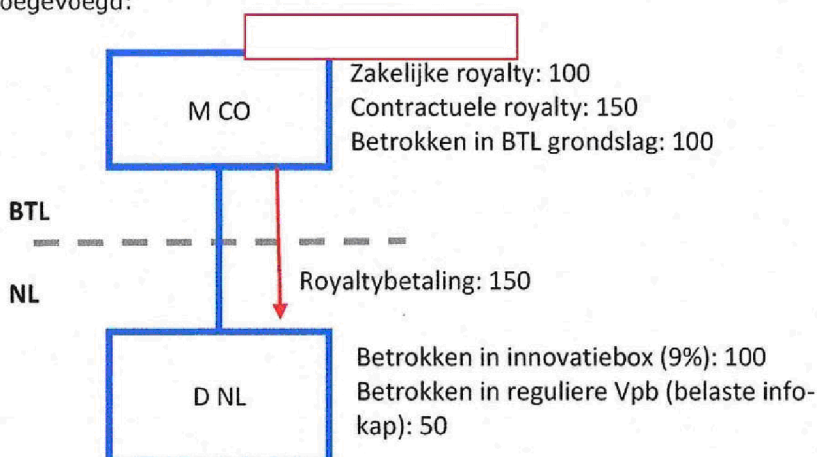 oegevoegd:
Zakelijke royalty: 100
M CO
Contractuele royalty: 150
Betrokken in BTL grondslag: 100
BTL
NL
Royaltybetaling: 150
Betrokken in innovatiebox (9%): 100
D NL
Betrokken in reguliere Vpb (belaste info-
kap): 50